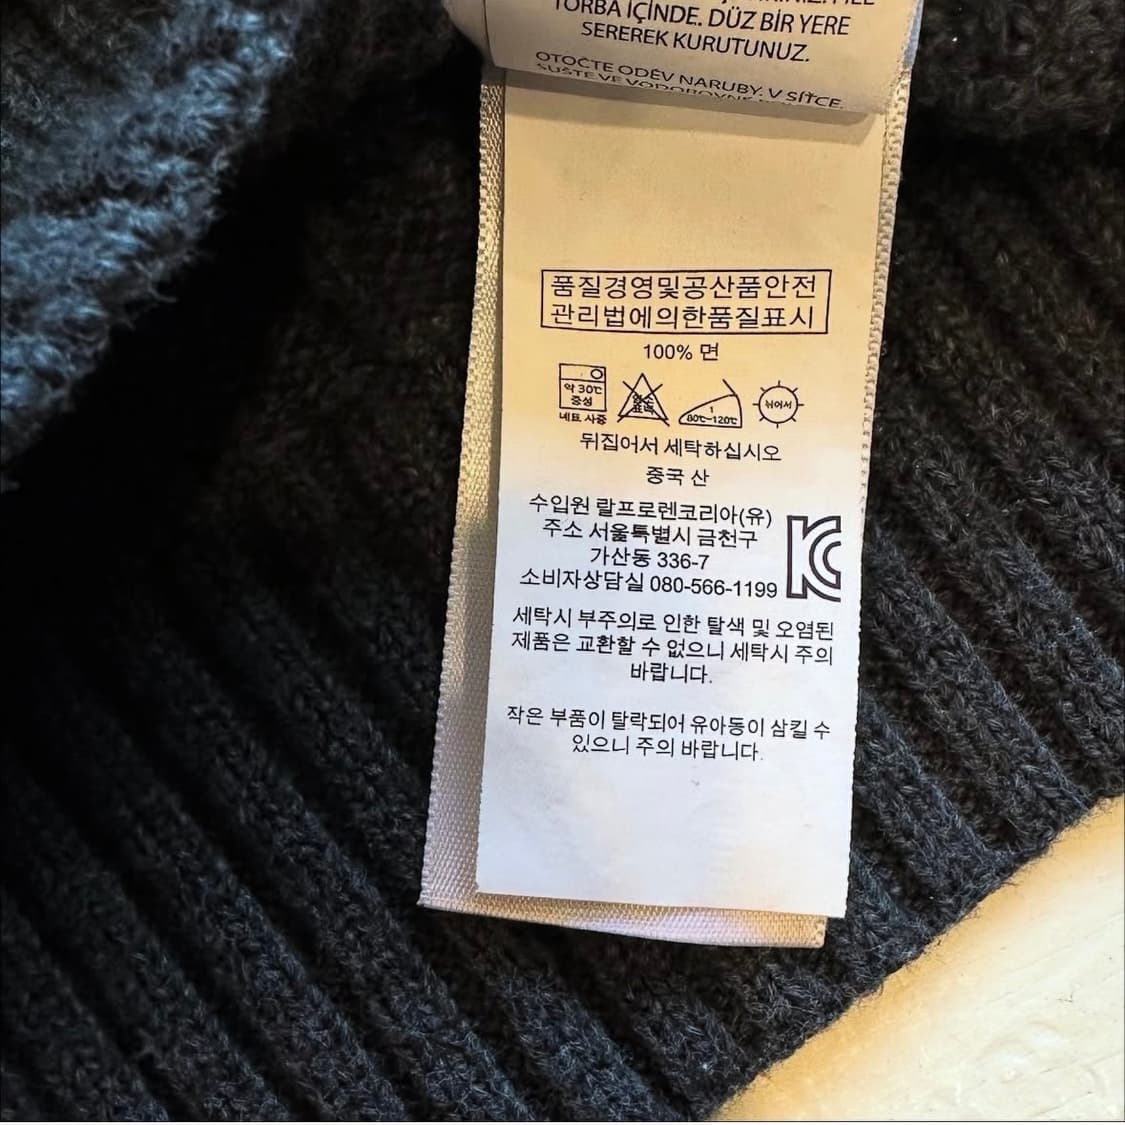 TORBA İÇİNDE. DÜZ BİR YERE
SEREREK KURUTUNUZ.
OTOČTE ODĚV NARUBY. V SÍŤCE.
품질경영및공산품안전
관리법에의한품질표시
100% 면
약 30℃
중성
네트 사용
1
80℃-120℃
뉘어서
뒤집어서 세탁하십시오
중국 산
수입원 랄프로렌코리아(유)
주소 서울특별시 금천구
가산동 336-7
소비자상담실 080-566-1199
세탁시 부주의로 인한 탈색 및 오염된
제품은 교환할 수 없으니 세탁시 주의
바랍니다.
작은 부품이 탈락되어 유아동이 삼킬 수
있으니 주의 바랍니다.